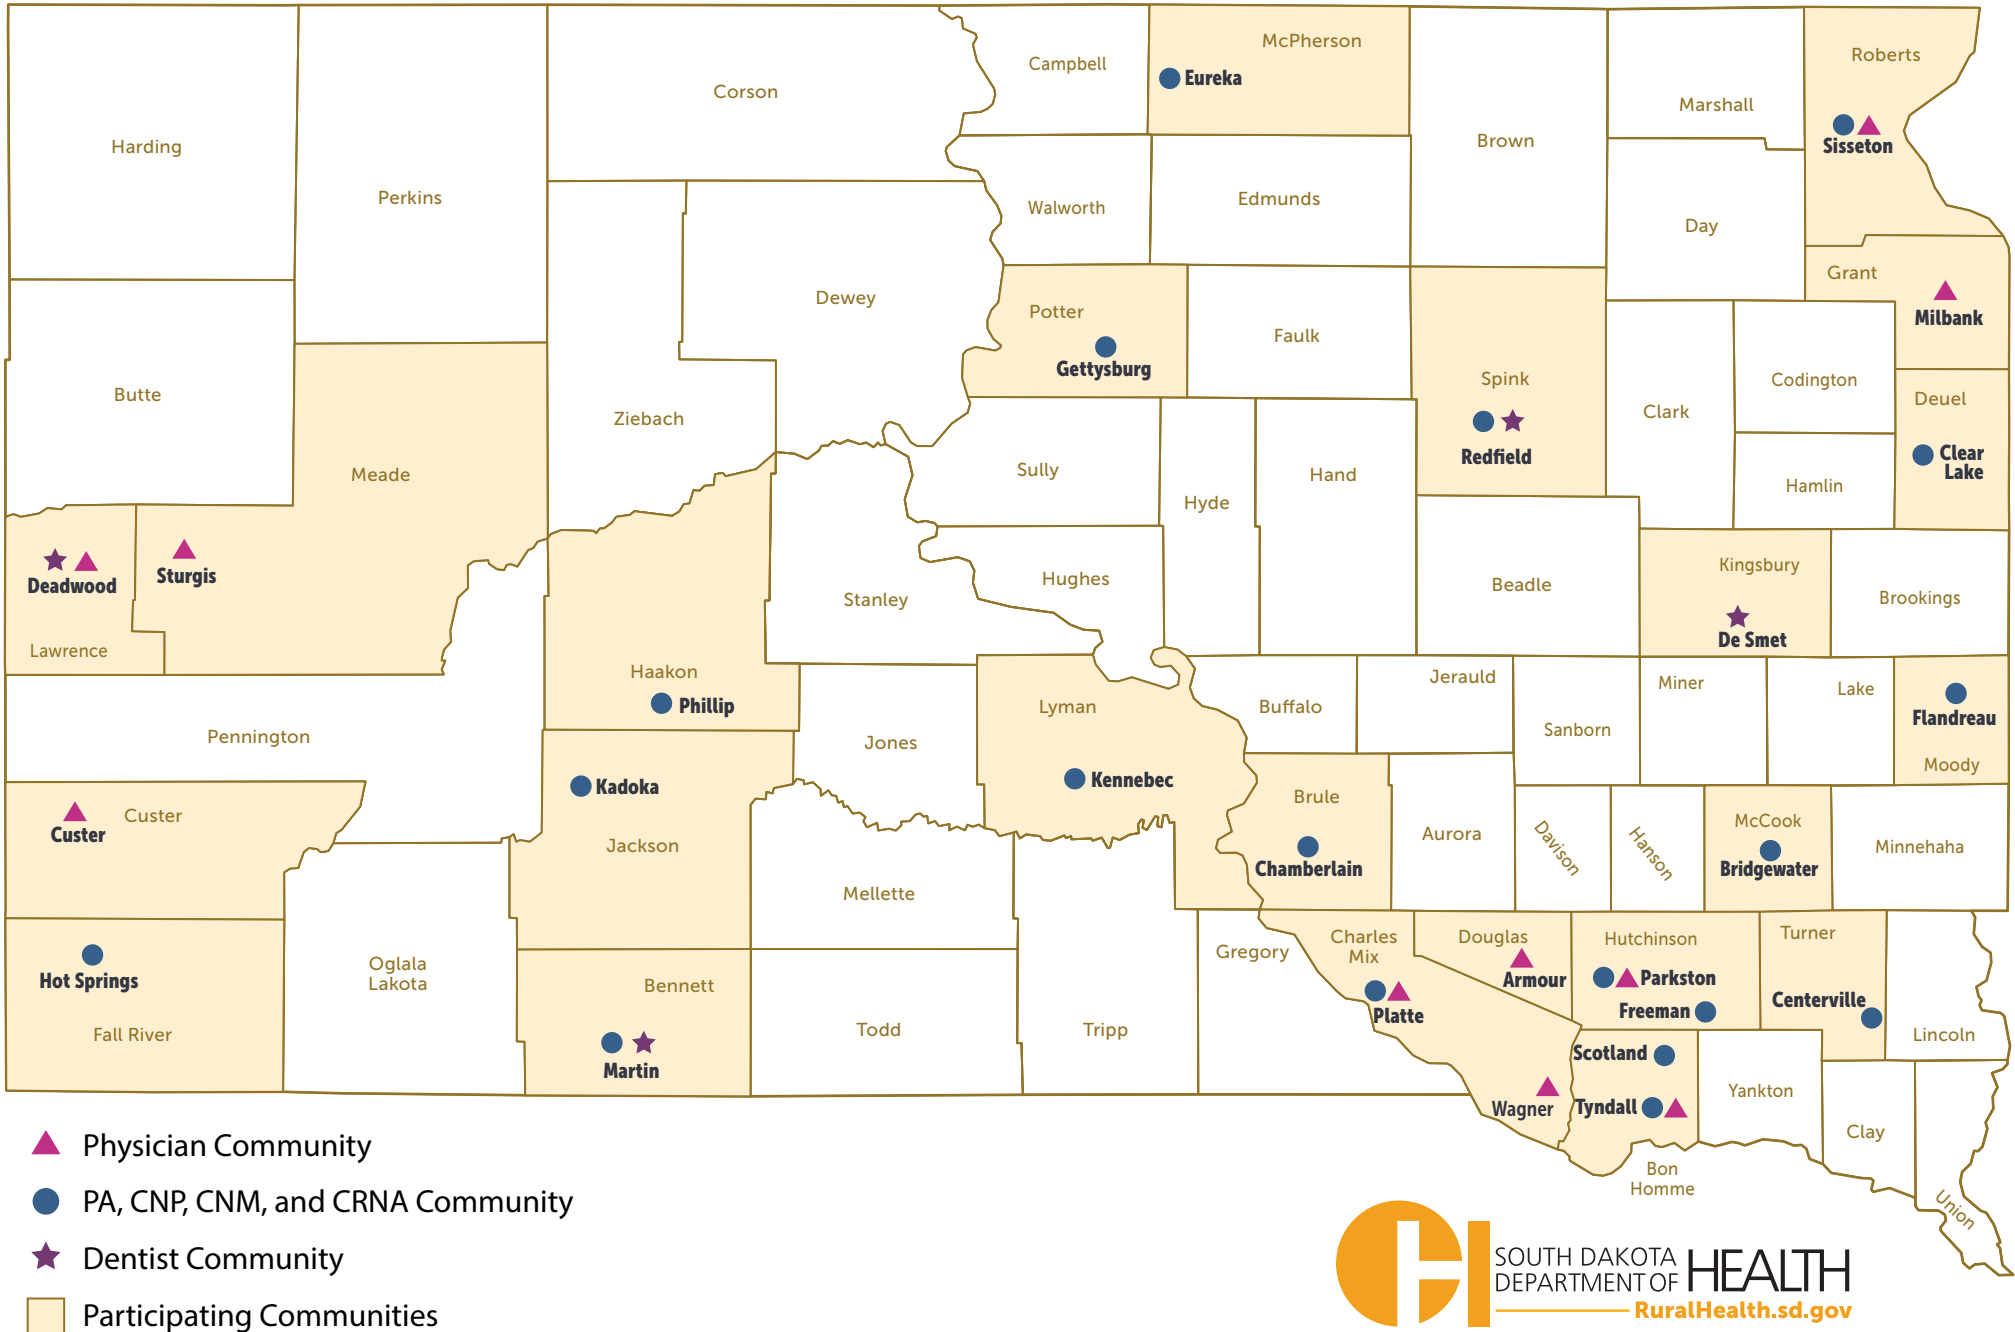 McPherson
Roberts
Campbell
Eureka
Corson
Marshall
Harding
Brown
Sisseton
Perkins
Walworth
Edmunds
Day
Grant
Dewey
Potter
Milbank
Faulk
Gettysburg
Spink
Codington
Butte
Deuel
Clark
Ziebach
Redfield
Clear
Lake
Meade
Sully
Hand
Hamlin
Hyde
Kingsbury
Sturgis
Deadwood
Hughes
Beadle
Stanley
Brookings
De Smet
Lawrence
Haakon
Jerauld
Miner
Lake
Phillip
Lyman
Buffalo
Flandreau
Pennington
Jones
Sanborn
Moody
Kadoka
Kennebec
Brule
Custer
Custer
McCook
Aurora
Davison
Hanson
Minnehaha
Jackson
Chamberlain
Bridgewater
Mellette
Charles
Mix
Douglas
Hutchinson
Turner
Gregory
Oglala
Lakota
Hot Springs
Bennett
Armour
Parkston
Platte
Freeman
Centerville
Fall River
Todd
Tripp
Lincoln
Scotland
Martin
Yankton
Wagner
Tyndall
Clay
Bon
Homme
Union
Physician Community
PA, CNP, CNM, and CRNA Community
Dentist Community
Participating Communities
SOUTH DAKOTA
DEPARTMENT OF HEALTH
RuralHealth.sd.gov